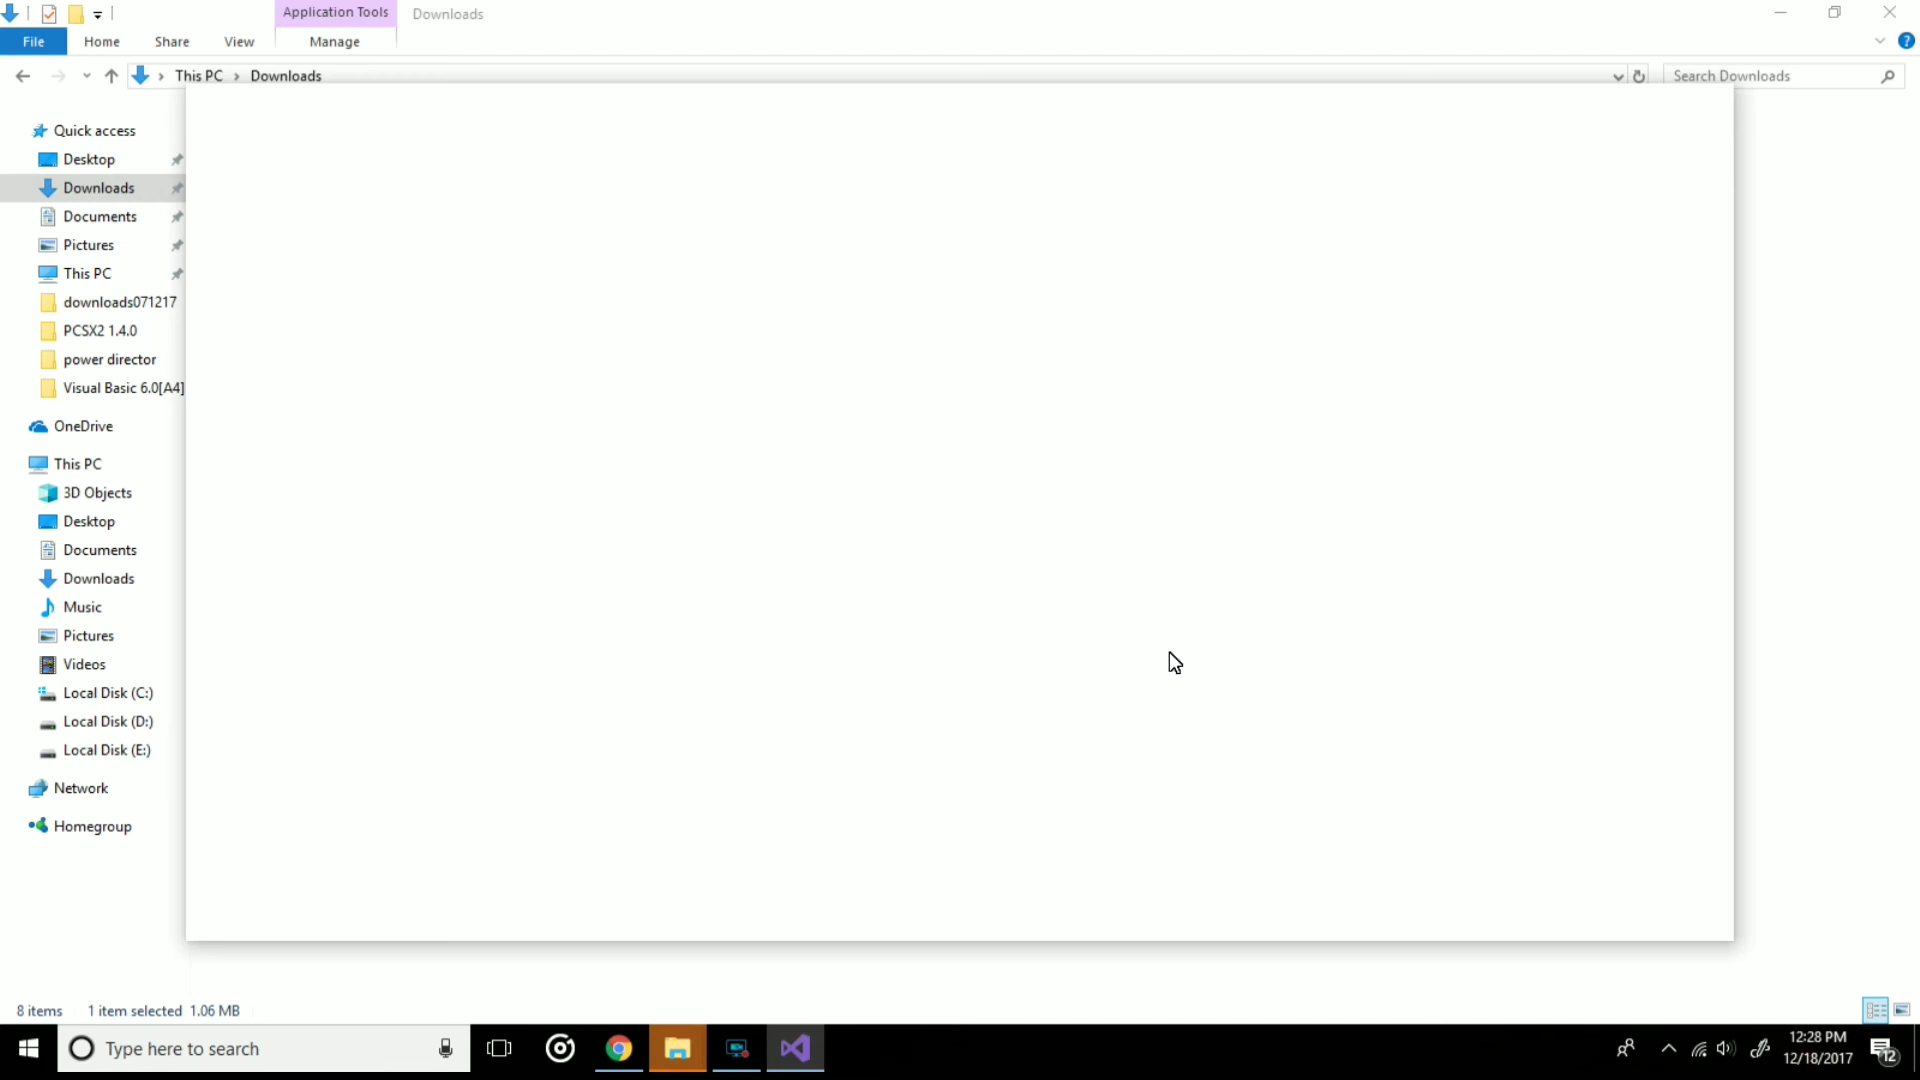 Application Tools Downloads
File Home Share View Manage
This PC Downloads Search Downloads
Quick access
Desktop
Downloads
Documents
Pictures
This PC
downloads071217
PCSX2 1.4.0
power director
Visual Basic 6.0[A4]
OneDrive
This PC
3D Objects
Desktop
Documents
Downloads
Music
Pictures
Videos
Local Disk (C:)
Local Disk (D:)
Local Disk (E:)
Network
Homegroup
8 items 1 item selected 1.06 MB
Type here to search
12:28 PM
12/18/2017
12